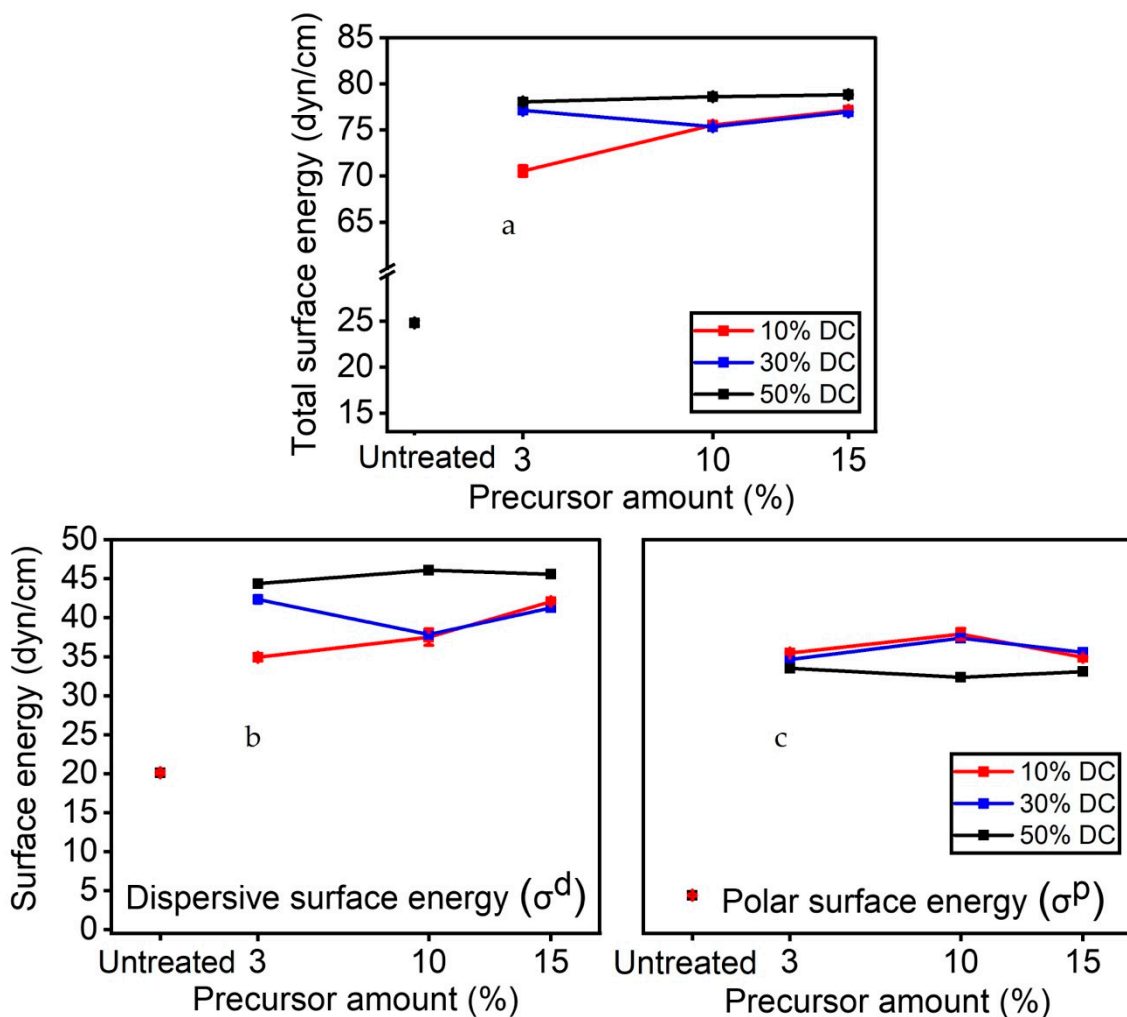 Total surface energy (dyn/cm)
85
80
75
70
65
25
20
15
a
10% DC
30% DC
50% DC
Untreated 3 10 15
Precursor amount (%)
Surface energy (dyn/cm)
50
45
40
35
30
25
20
15
10
5
0
b
Dispersive surface energy (σᵈ)
Untreated 3 10 15
Precursor amount (%)
c
10% DC
30% DC
50% DC
Polar surface energy (σᵖ)
Untreated 3 10 15
Precursor amount (%)